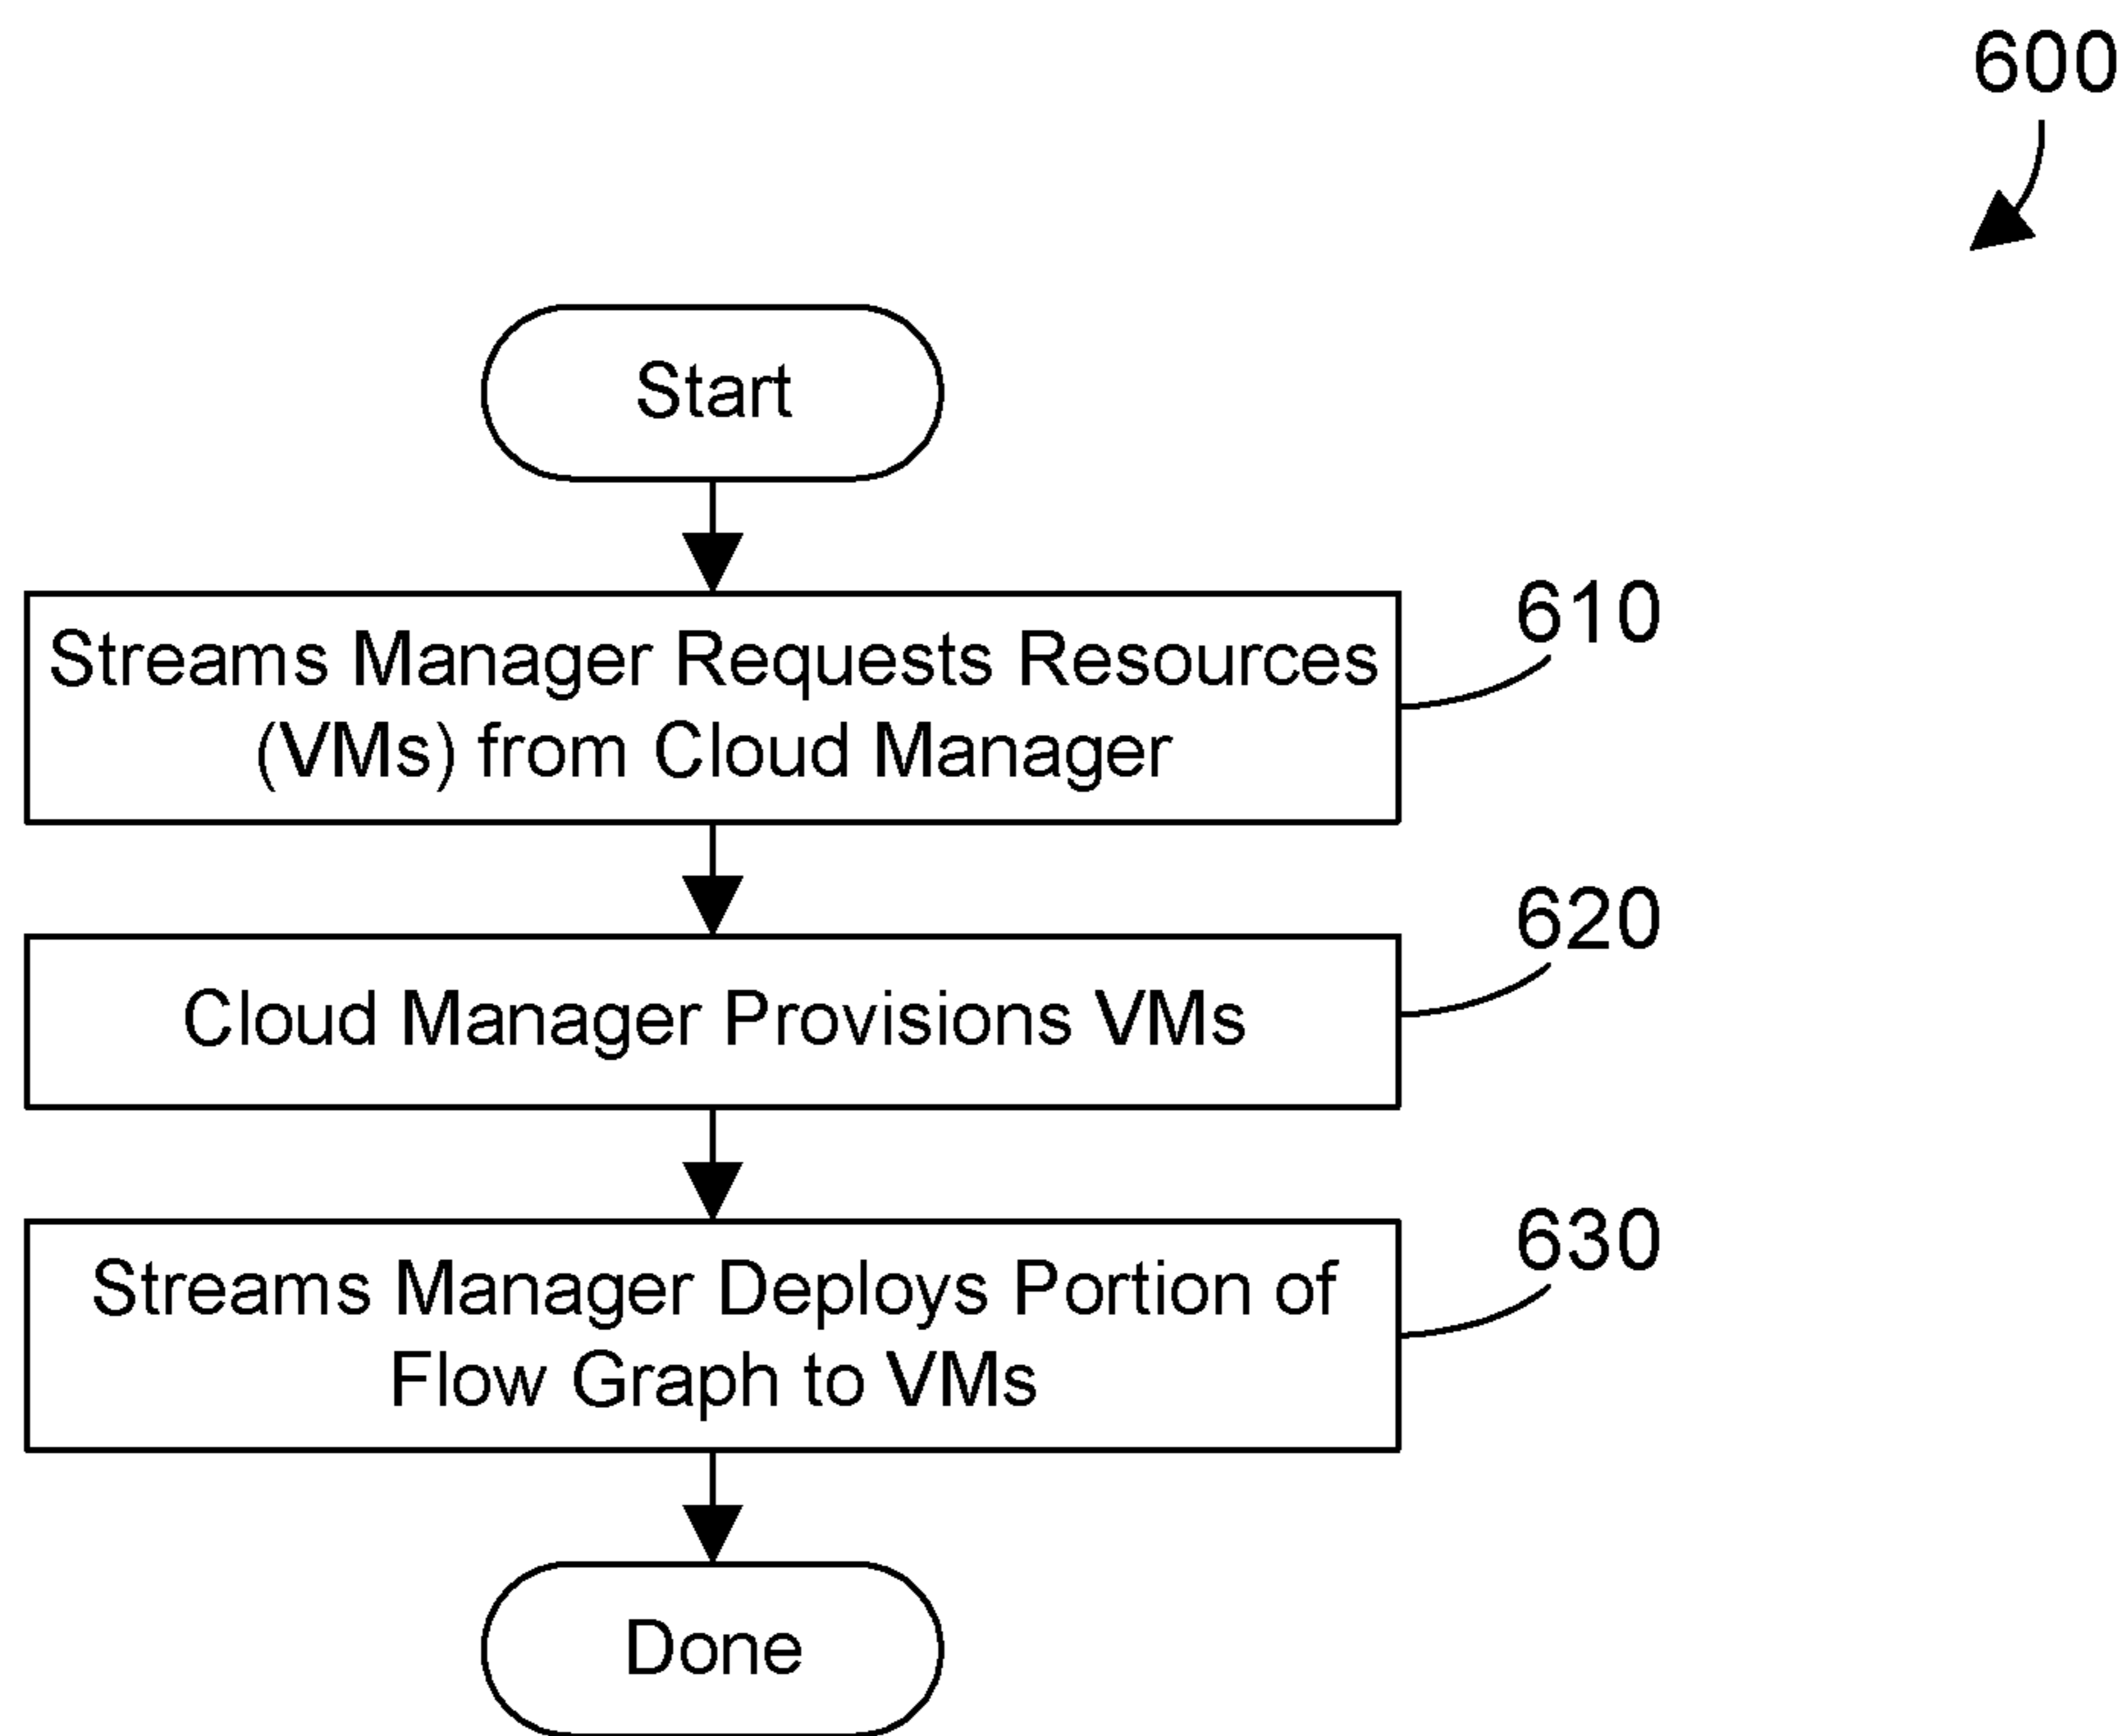 600
Start
Streams Manager Requests Resources
(VMs) from Cloud Manager
610
Cloud Manager Provisions VMs
620
Streams Manager Deploys Portion of
Flow Graph to VMs
630
Done